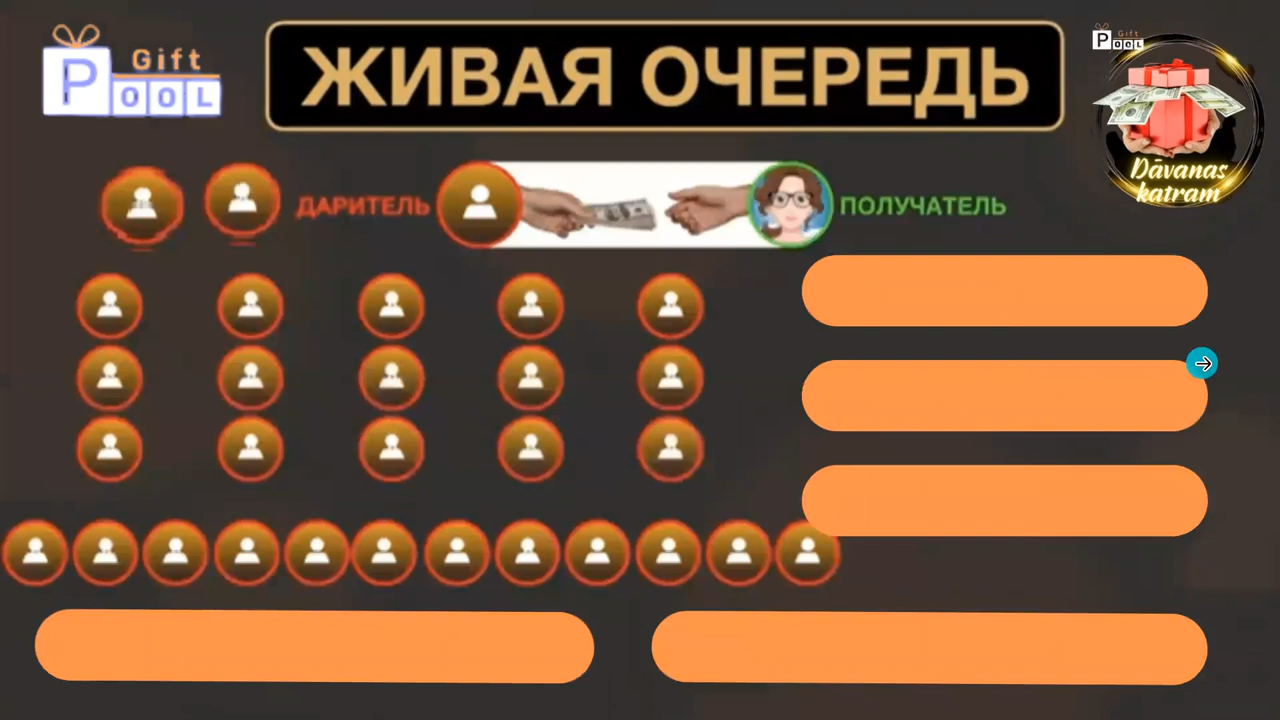 Gift
POOL
ЖИВАЯ ОЧЕРЕДЬ
Gift
POOL
Dāvanas
katram
ДАРИТЕЛЬ
ПОЛУЧАТЕЛЬ